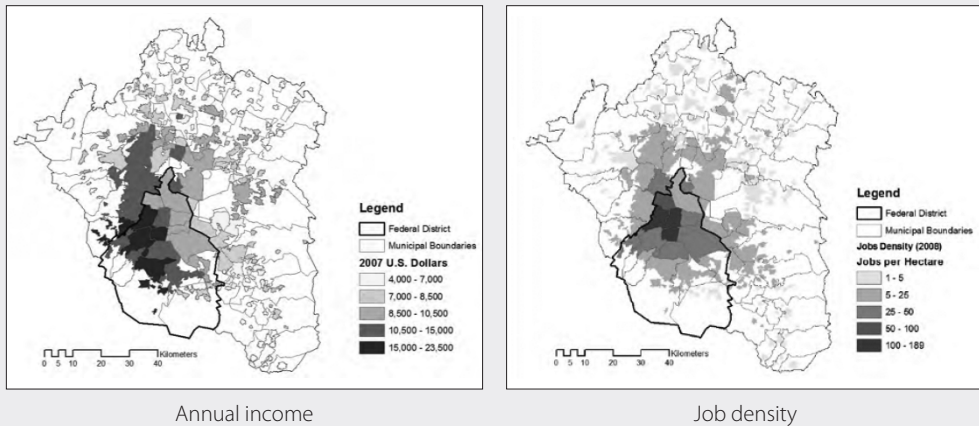 Legend
Federal District
Municipal Boundaries
2007 U.S. Dollars
4,000 - 7,000
7,000 - 8,500
8,500 - 10,500
10,500 - 15,000
15,000 - 23,500
Kilometers
0 5 10 20 30 40
Annual income
Legend
Federal District
Municipal Boundaries
Jobs Density (2008)
Jobs per Hectare
1 - 5
5 - 25
25 - 50
50 - 100
100 - 189
Kilometers
0 5 10 20 30 40
Job density